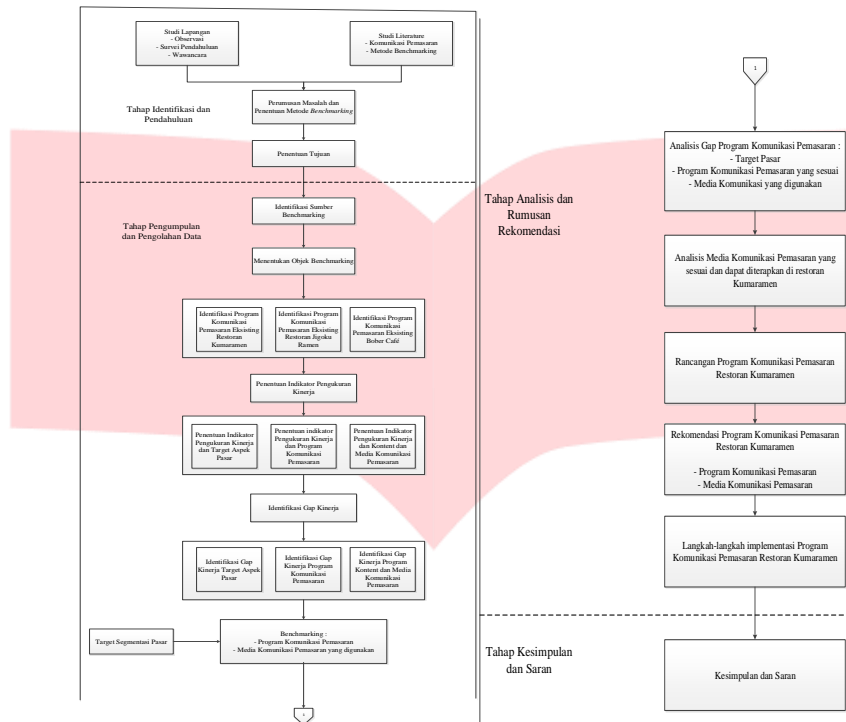 Studi Lapangan
- Observasi
- Survei Pendahuluan
- Wawancara
Studi Literature
- Komunikasi Pemasaran
- Metode Benchmarking
Tahap Identifikasi dan
Pendahuluan
Perumusan Masalah dan
Penentuan Metode Benchmarking
Penentuan Tujuan
Tahap Pengumpulan
dan Pengolahan Data
Identifikasi Sumber
Benchmarking
Menentukan Objek Benchmarking
Identifikasi Program
Komunikasi
Pemasaran Eksisting
Restoran
Kumaramen
Identifikasi Program
Komunikasi
Pemasaran Eksisting
Restoran Jigoku
Ramen
Identifikasi Program
Komunikasi
Pemasaran Eksisting
Bober Café
Penentuan Indikator Pengukuran
Kinerja
Penentuan Indikator
Pengukuran Kinerja
dan Target Aspek
Pasar
Penentuan indikator
Pengukuran Kinerja
dan Program
Komunikasi
Pemasaran
Penentuan Indikator
Pengukuran Kinerja
dan Kontent dan
Media Komunikasi
Pemasaran
Identifikasi Gap Kinerja
Identifikasi Gap
Kinerja Target Aspek
Pasar
Identifikasi Gap
Kinerja Program
Komunikasi
Pemasaran
Identifikasi Gap
Kinerja Program
Kontent dan Media
Komunikasi
Pemasaran
Target Segmentasi Pasar
Benchmarking :
- Program Komunikasi Pemasaran
- Media Komunikasi Pemasaran yang digunakan
1
1
Tahap Analisis dan
Rumusan
Rekomendasi
Analisis Gap Program Komunikasi Pemasaran :
- Target Pasar
- Program Komunikasi Pemasaran yang sesuai
- Media Komunikasi yang digunakan
Analisis Media Komunikasi Pemasaran yang
sesuai dan dapat diterapkan di restoran
Kumaramen
Rancangan Program Komunikasi Pemasaran
Restoran Kumaramen
Rekomendasi Program Komunikasi Pemasaran
Restoran Kumaramen
- Program Komunikasi Pemasaran
- Media Komunikasi Pemasaran
Langkah-langkah implementasi Program
Komunikasi Pemasaran Restoran Kumaramen
Tahap Kesimpulan
dan Saran
Kesimpulan dan Saran